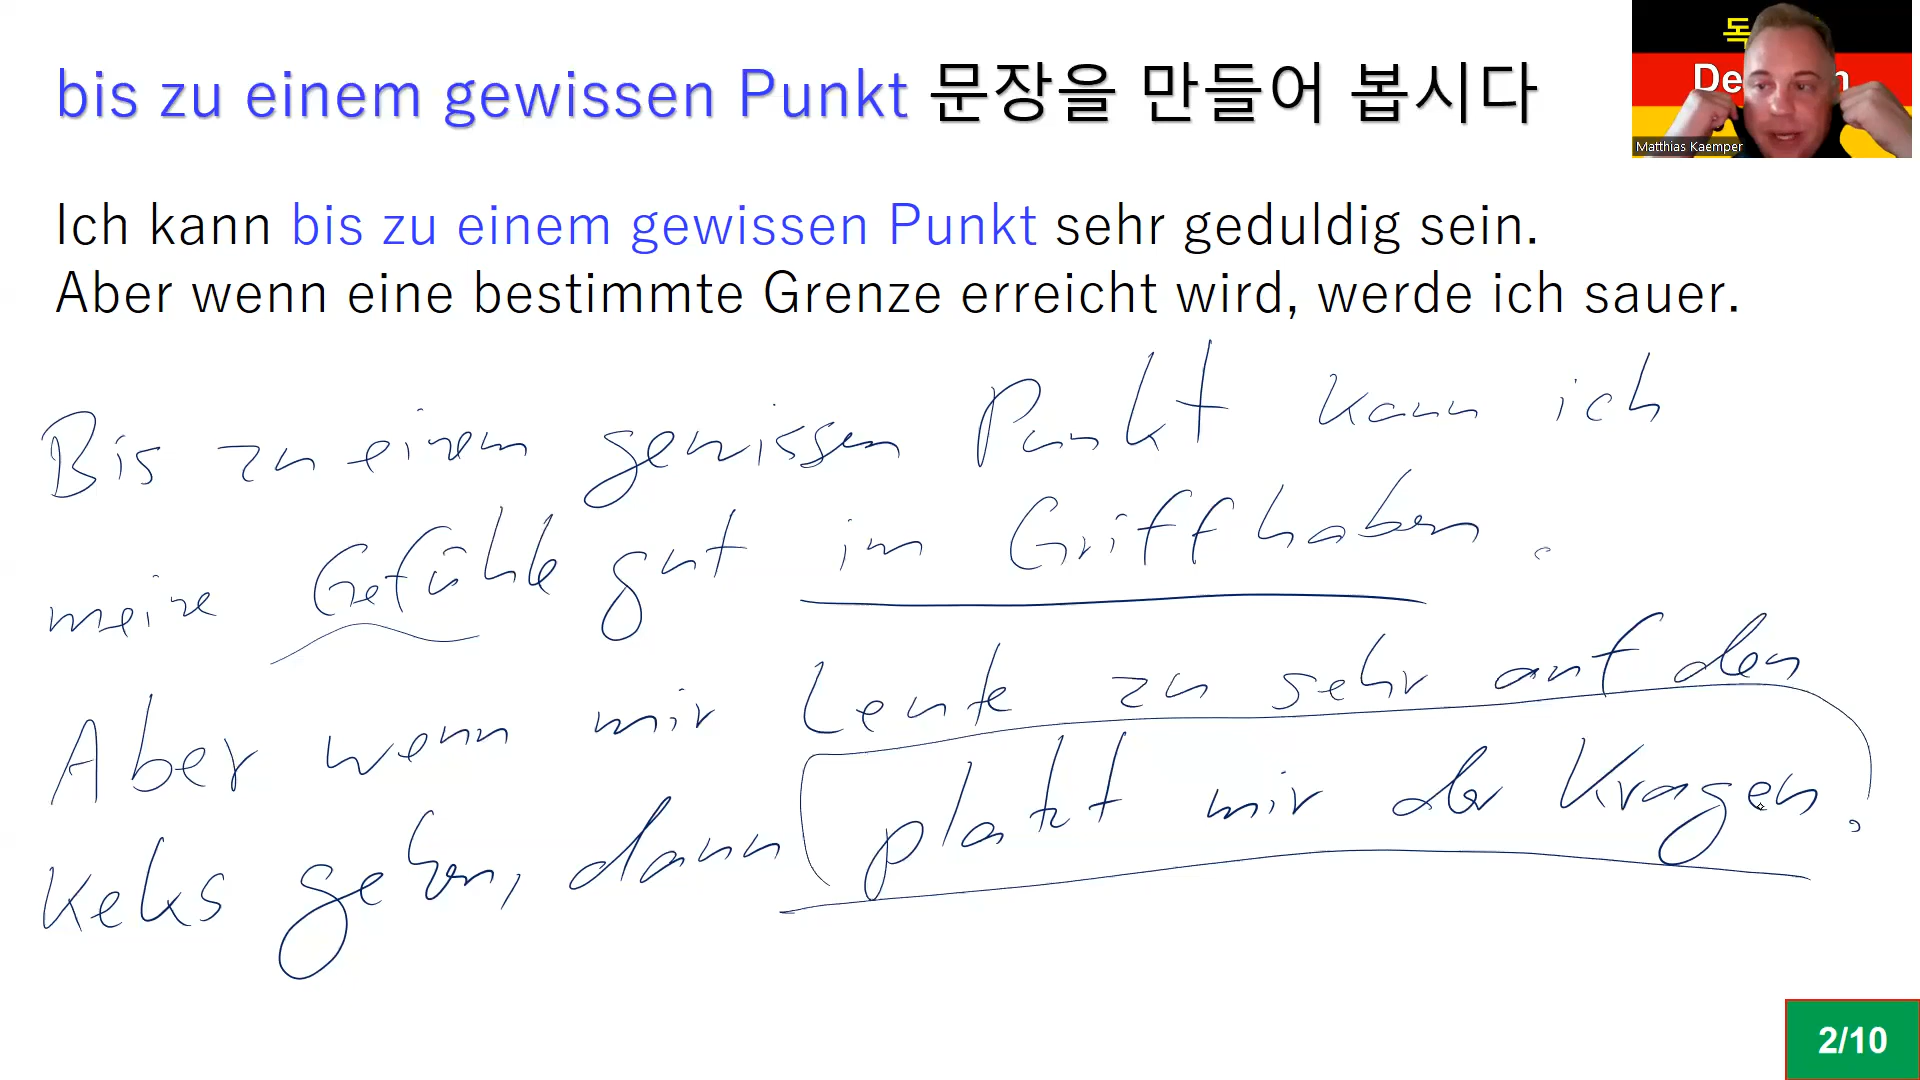 bis zu einem gewissen Punkt 문장을 만들어 봅시다
독
De n
Matthias Kaemper
Ich kann bis zu einem gewissen Punkt sehr geduldig sein.
Aber wenn eine bestimmte Grenze erreicht wird, werde ich sauer.
Bis zu einem gewissen Punkt kann ich
meine Gefühle gut im Griff haben.
Aber wenn mir Leute zu sehr auf den
Keks gehen, dann platzt mir der Kragen.
2/10